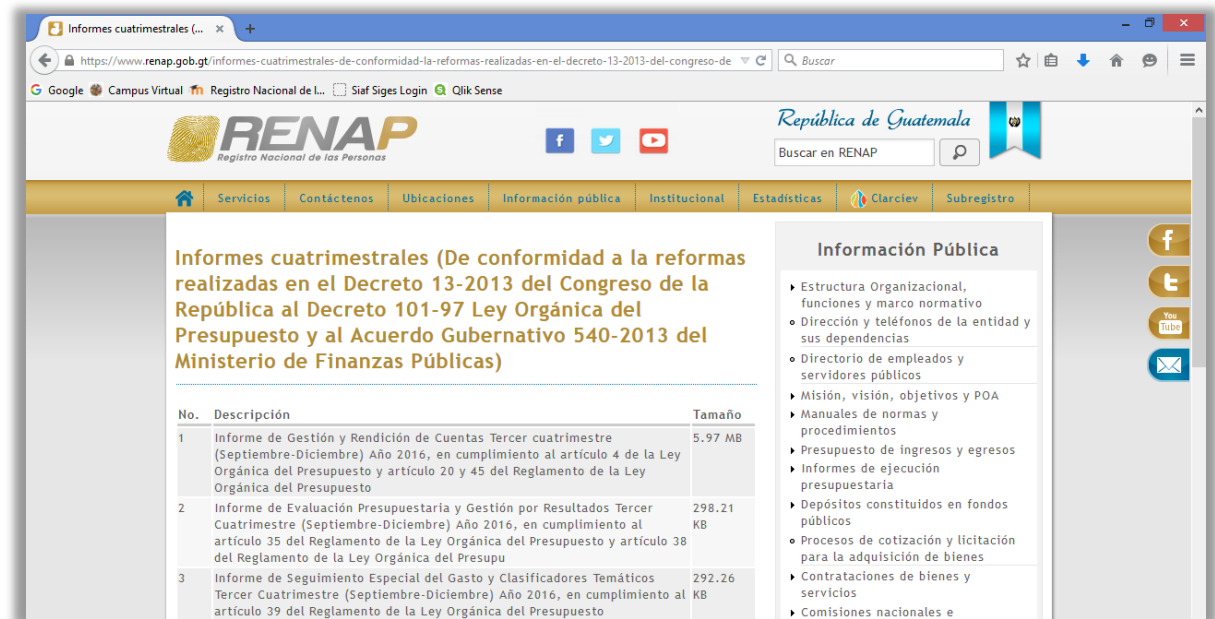 Informes cuatrimestrales (...
https://www.renap.gob.gt/informes-cuatrimestrales-de-conformidad-la-reformas-realizadas-en-el-decreto-13-2013-del-congreso-de
Buscar
Google Campus Virtual Registro Nacional de l... Siaf Siges Login Qlik Sense
RENAP
Registro Nacional de las Personas
República de Guatemala
Buscar en RENAP
Servicios Contáctenos Ubicaciones Información pública Institucional Estadísticas Clarciev Subregistro
Informes cuatrimestrales (De conformidad a la reformas
realizadas en el Decreto 13-2013 del Congreso de la
República al Decreto 101-97 Ley Orgánica del
Presupuesto y al Acuerdo Gubernativo 540-2013 del
Ministerio de Finanzas Públicas)
No. Descripción Tamaño
1 Informe de Gestión y Rendición de Cuentas Tercer cuatrimestre 5.97 MB
(Septiembre-Diciembre) Año 2016, en cumplimiento al artículo 4 de la Ley
Orgánica del Presupuesto y artículo 20 y 45 del Reglamento de la Ley
Orgánica del Presupuesto
2 Informe de Evaluación Presupuestaria y Gestión por Resultados Tercer 298.21
Cuatrimestre (Septiembre-Diciembre) Año 2016, en cumplimiento al KB
artículo 35 del Reglamento de la Ley Orgánica del Presupuesto y artículo 38
del Reglamento de la Ley Orgánica del Presupu
3 Informe de Seguimiento Especial del Gasto y Clasificadores Temáticos 292.26
Tercer Cuatrimestre (Septiembre-Diciembre) Año 2016, en cumplimiento al KB
artículo 39 del Reglamento de la Ley Orgánica del Presupuesto
Información Pública
Estructura Organizacional,
funciones y marco normativo
Dirección y teléfonos de la entidad y
sus dependencias
Directorio de empleados y
servidores públicos
Misión, visión, objetivos y POA
Manuales de normas y
procedimientos
Presupuesto de ingresos y egresos
Informes de ejecución
presupuestaria
Depósitos constituidos en fondos
públicos
Procesos de cotización y licitación
para la adquisición de bienes
Contrataciones de bienes y
servicios
Comisiones nacionales e
You
Tube